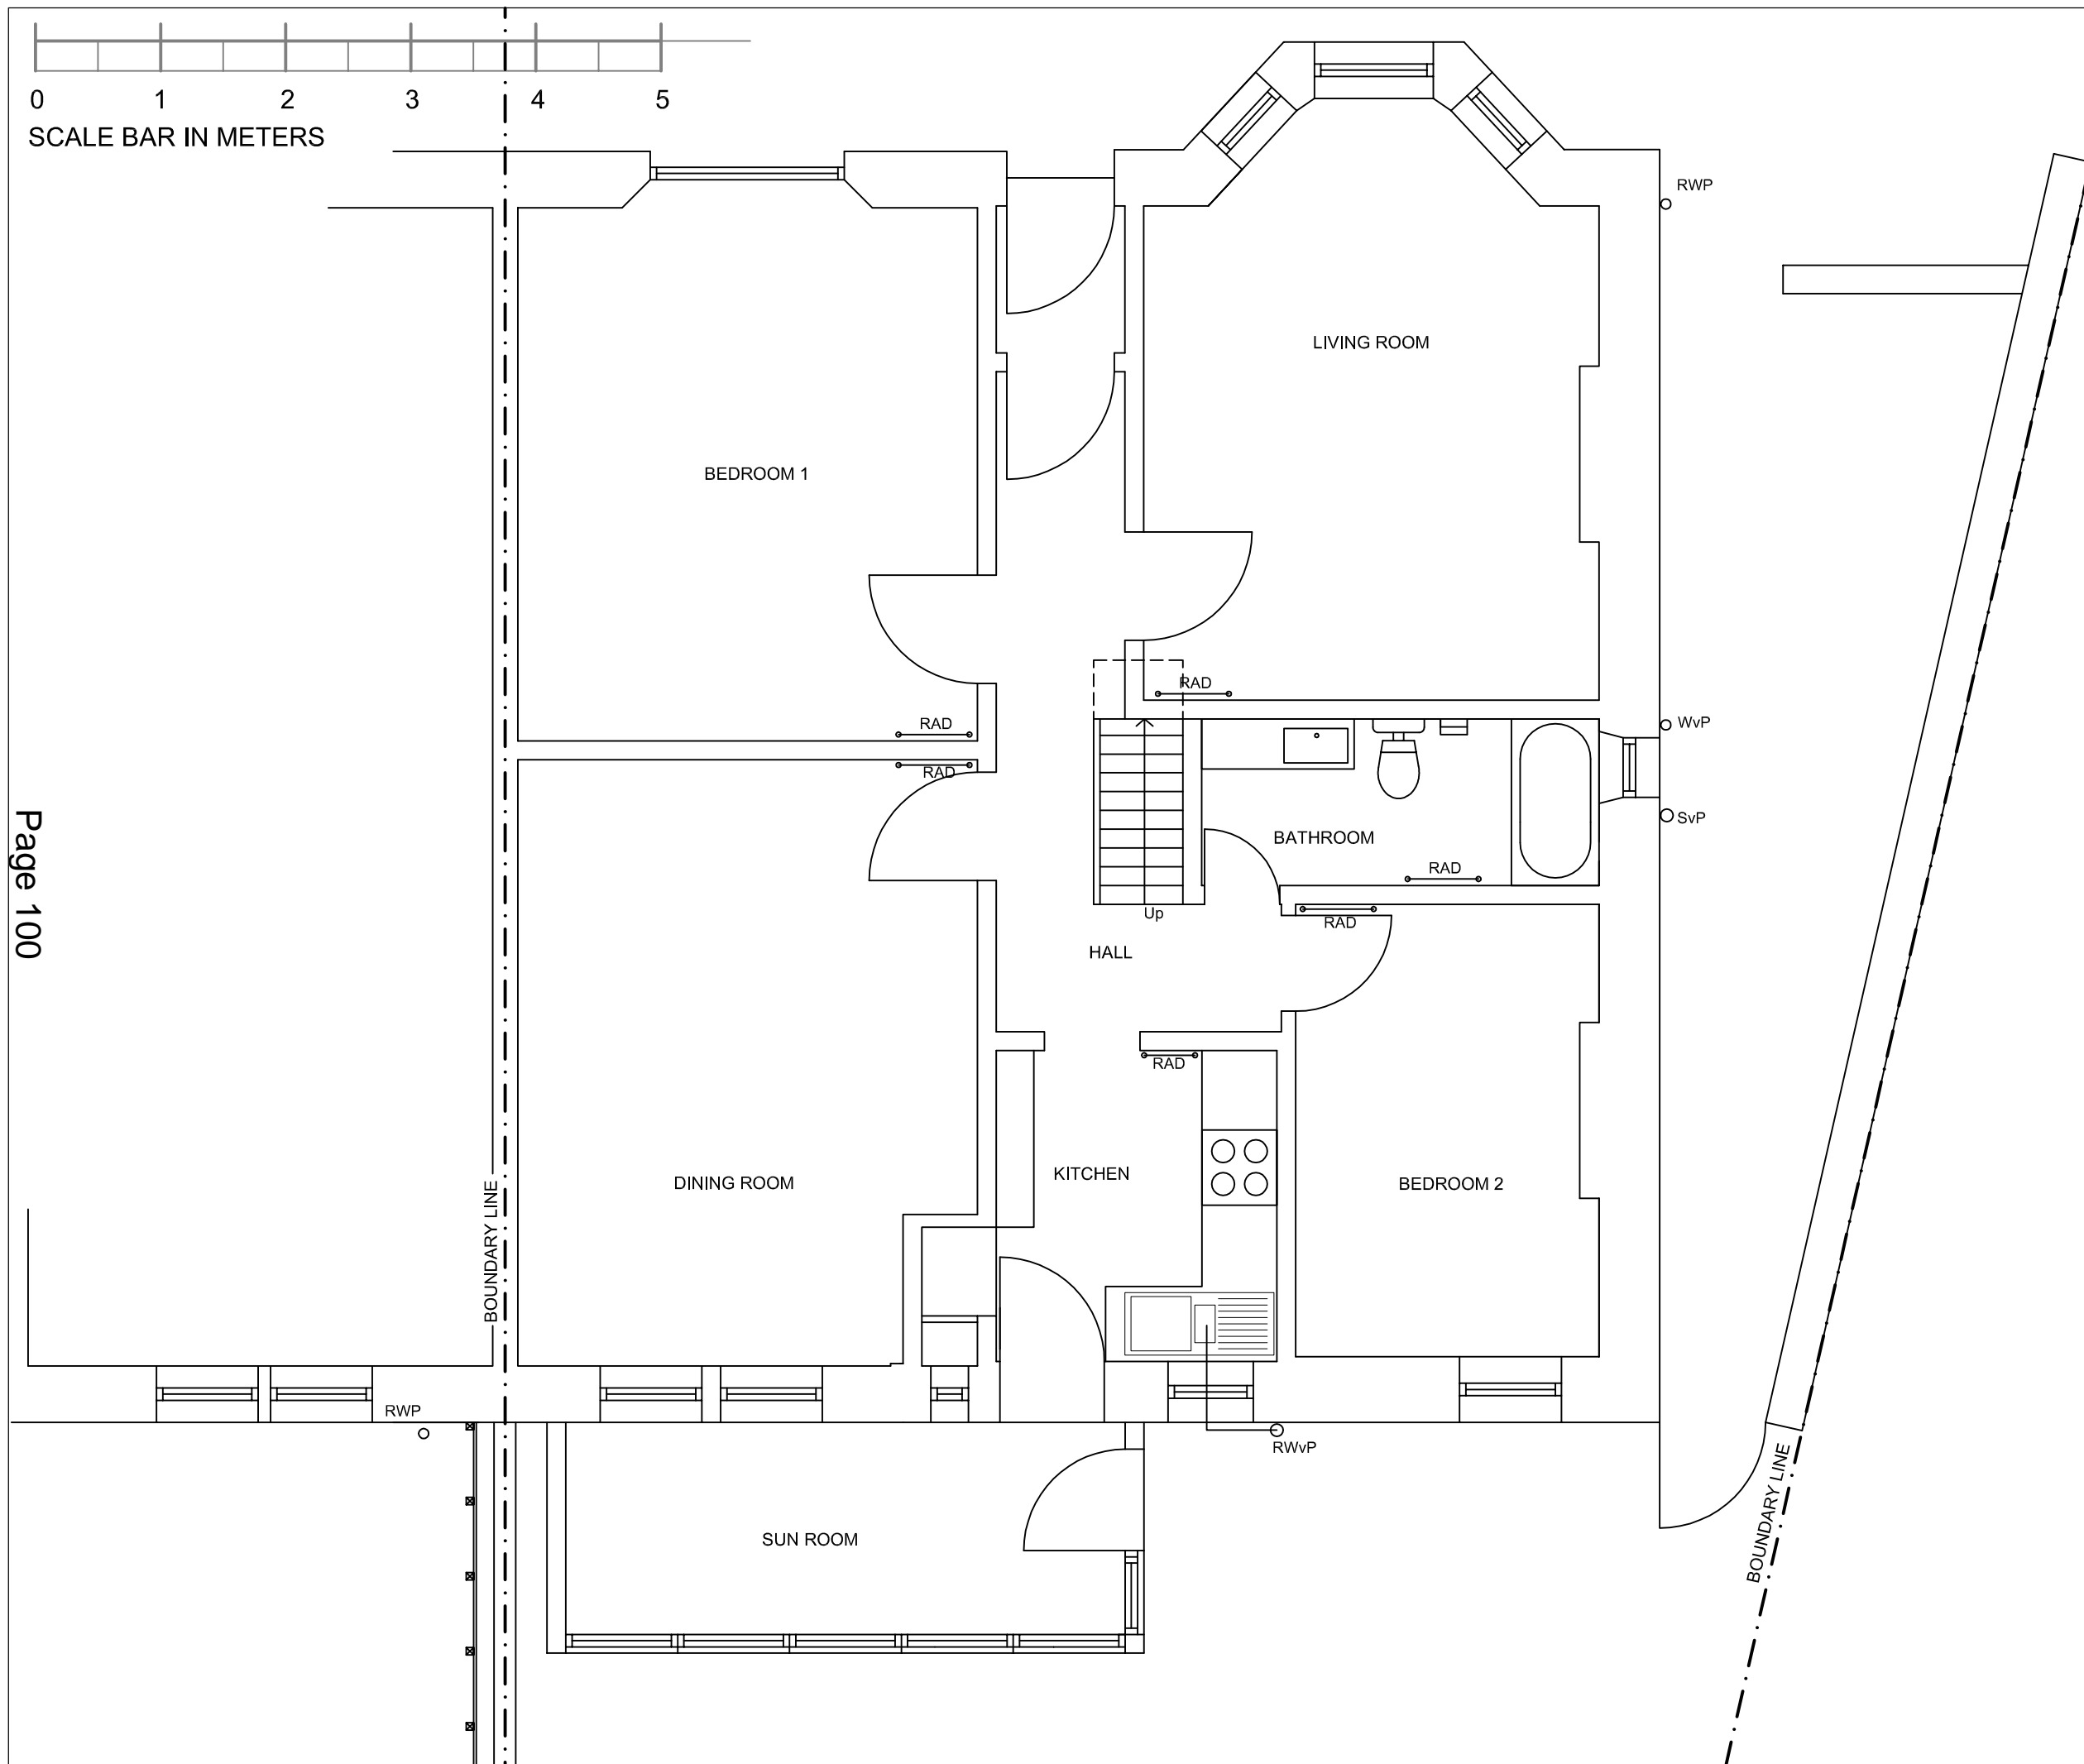 0 1 2 3 4 5
SCALE BAR IN METERS
RWP
LIVING ROOM
BEDROOM 1
RAD
RAD
RAD
WvP
SvP
BATHROOM
RAD
Up
RAD
HALL
Page 100
RAD
KITCHEN
DINING ROOM
BEDROOM 2
BOUNDARY LINE
RWP
RWvP
BOUNDARY LINE
SUN ROOM